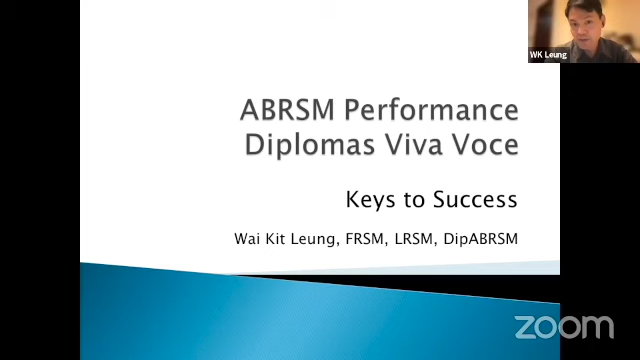 WK Leung
ABRSM Performance
Diplomas Viva Voce
Keys to Success
Wai Kit Leung, FRSM, LRSM, DipABRSM
zoom